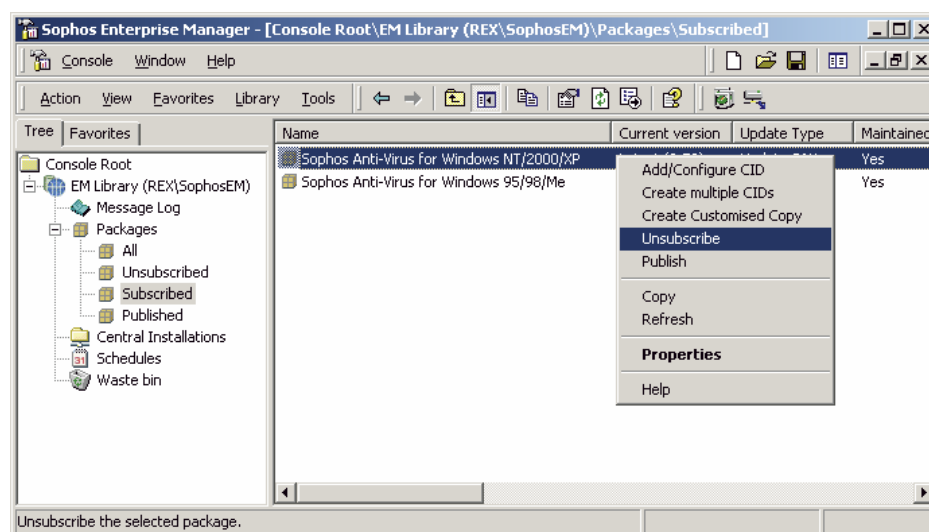 Sophos Enterprise Manager - [Console Root\EM Library (REX\SophosEM)\Packages\Subscribed]
Console Window Help
Action View Favorites Library Tools
Tree Favorites
Name Current version Update Type Maintained
Console Root
EM Library (REX\SophosEM)
Message Log
Packages
All
Unsubscribed
Subscribed
Published
Central Installations
31
Schedules
Waste bin
Sophos Anti-Virus for Windows NT/2000/XP Yes
Sophos Anti-Virus for Windows 95/98/Me Yes
Add/Configure CID
Create multiple CIDs
Create Customised Copy
Unsubscribe
Publish
Copy
Refresh
Properties
Help
Unsubscribe the selected package.